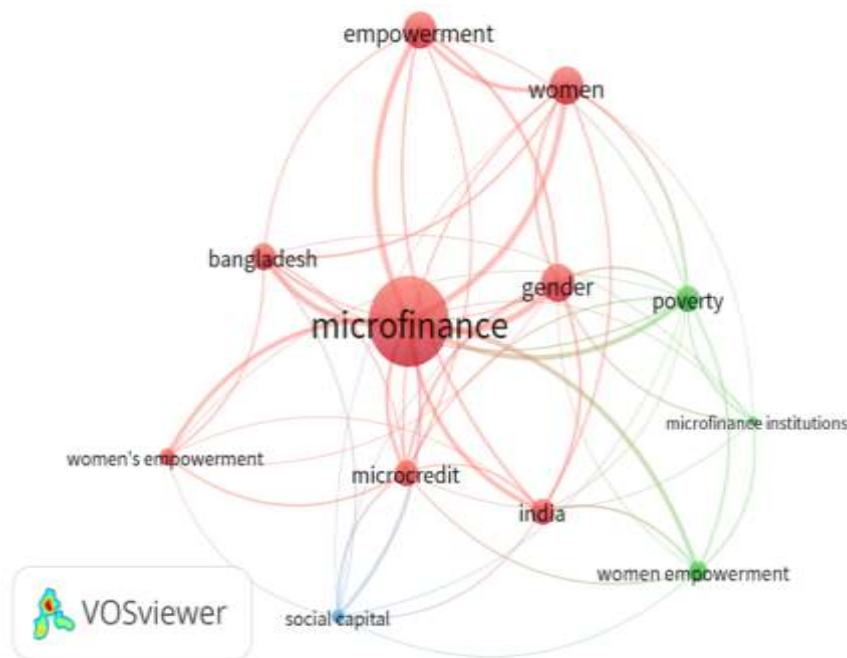 empowerment
women
bangladesh
gender
poverty
microfinance
microfinance institutions
women's empowerment
microcredit
india
women empowerment
social capital
VOSviewer